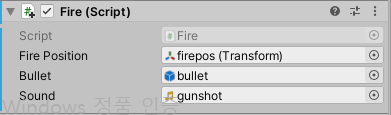 Fire (Script)
Script Fire
Fire Position firepos (Transform)
Bullet bullet
Sound gunshot
Windows 정품 인증